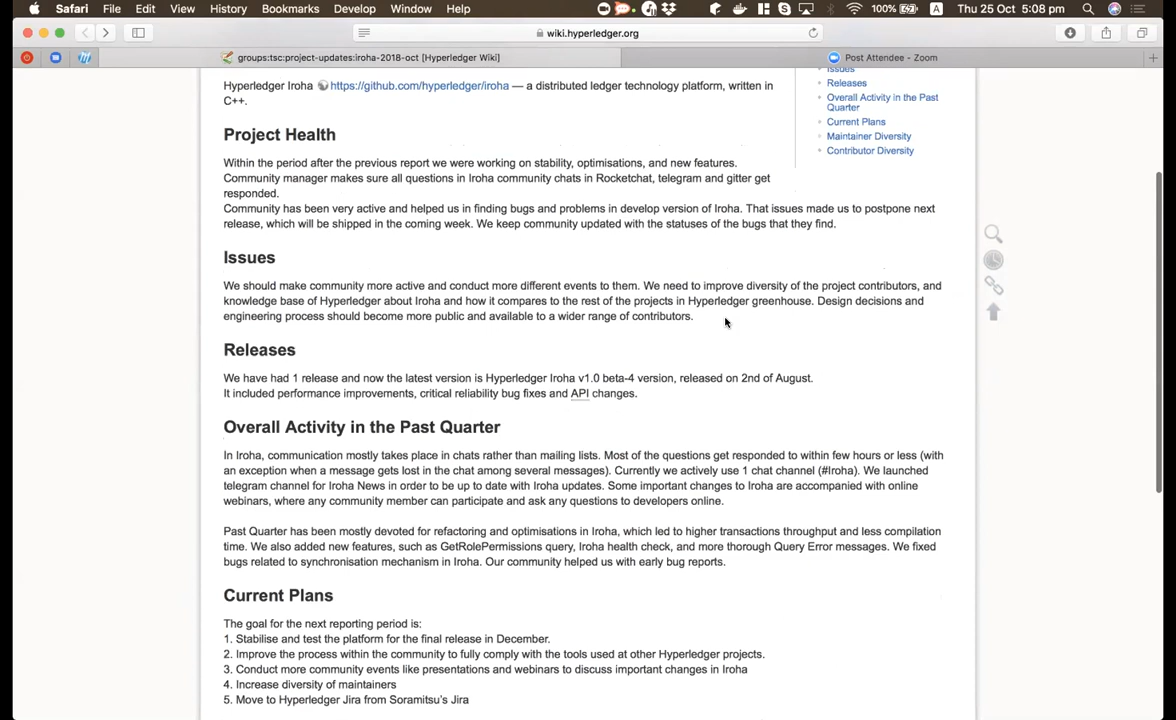 Safari File Edit View History Bookmarks Develop Window Help 100% A Thu 25 Oct 5:08 pm
wiki.hyperledger.org
groups:tsc:project-updates:iroha-2018-oct [Hyperledger Wiki]
Post Attendee - Zoom
Issues
Releases
Overall Activity in the Past
Quarter
Current Plans
Maintainer Diversity
Contributor Diversity
Hyperledger Iroha https://github.com/hyperledger/iroha — a distributed ledger technology platform, written in
C++.
Project Health
Within the period after the previous report we were working on stability, optimisations, and new features.
Community manager makes sure all questions in Iroha community chats in Rocketchat, telegram and gitter get
responded.
Community has been very active and helped us in finding bugs and problems in develop version of Iroha. That issues made us to postpone next
release, which will be shipped in the coming week. We keep community updated with the statuses of the bugs that they find.
Issues
We should make community more active and conduct more different events to them. We need to improve diversity of the project contributors, and
knowledge base of Hyperledger about Iroha and how it compares to the rest of the projects in Hyperledger greenhouse. Design decisions and
engineering process should become more public and available to a wider range of contributors.
Releases
We have had 1 release and now the latest version is Hyperledger Iroha v1.0 beta-4 version, released on 2nd of August.
It included performance improvements, critical reliability bug fixes and API changes.
Overall Activity in the Past Quarter
In Iroha, communication mostly takes place in chats rather than mailing lists. Most of the questions get responded to within few hours or less (with
an exception when a message gets lost in the chat among several messages). Currently we actively use 1 chat channel (#Iroha). We launched
telegram channel for Iroha News in order to be up to date with Iroha updates. Some important changes to Iroha are accompanied with online
webinars, where any community member can participate and ask any questions to developers online.
Past Quarter has been mostly devoted for refactoring and optimisations in Iroha, which led to higher transactions throughput and less compilation
time. We also added new features, such as GetRolePermissions query, Iroha health check, and more thorough Query Error messages. We fixed
bugs related to synchronisation mechanism in Iroha. Our community helped us with early bug reports.
Current Plans
The goal for the next reporting period is:
1. Stabilise and test the platform for the final release in December.
2. Improve the process within the community to fully comply with the tools used at other Hyperledger projects.
3. Conduct more community events like presentations and webinars to discuss important changes in Iroha
4. Increase diversity of maintainers
5. Move to Hyperledger Jira from Soramitsu's Jira